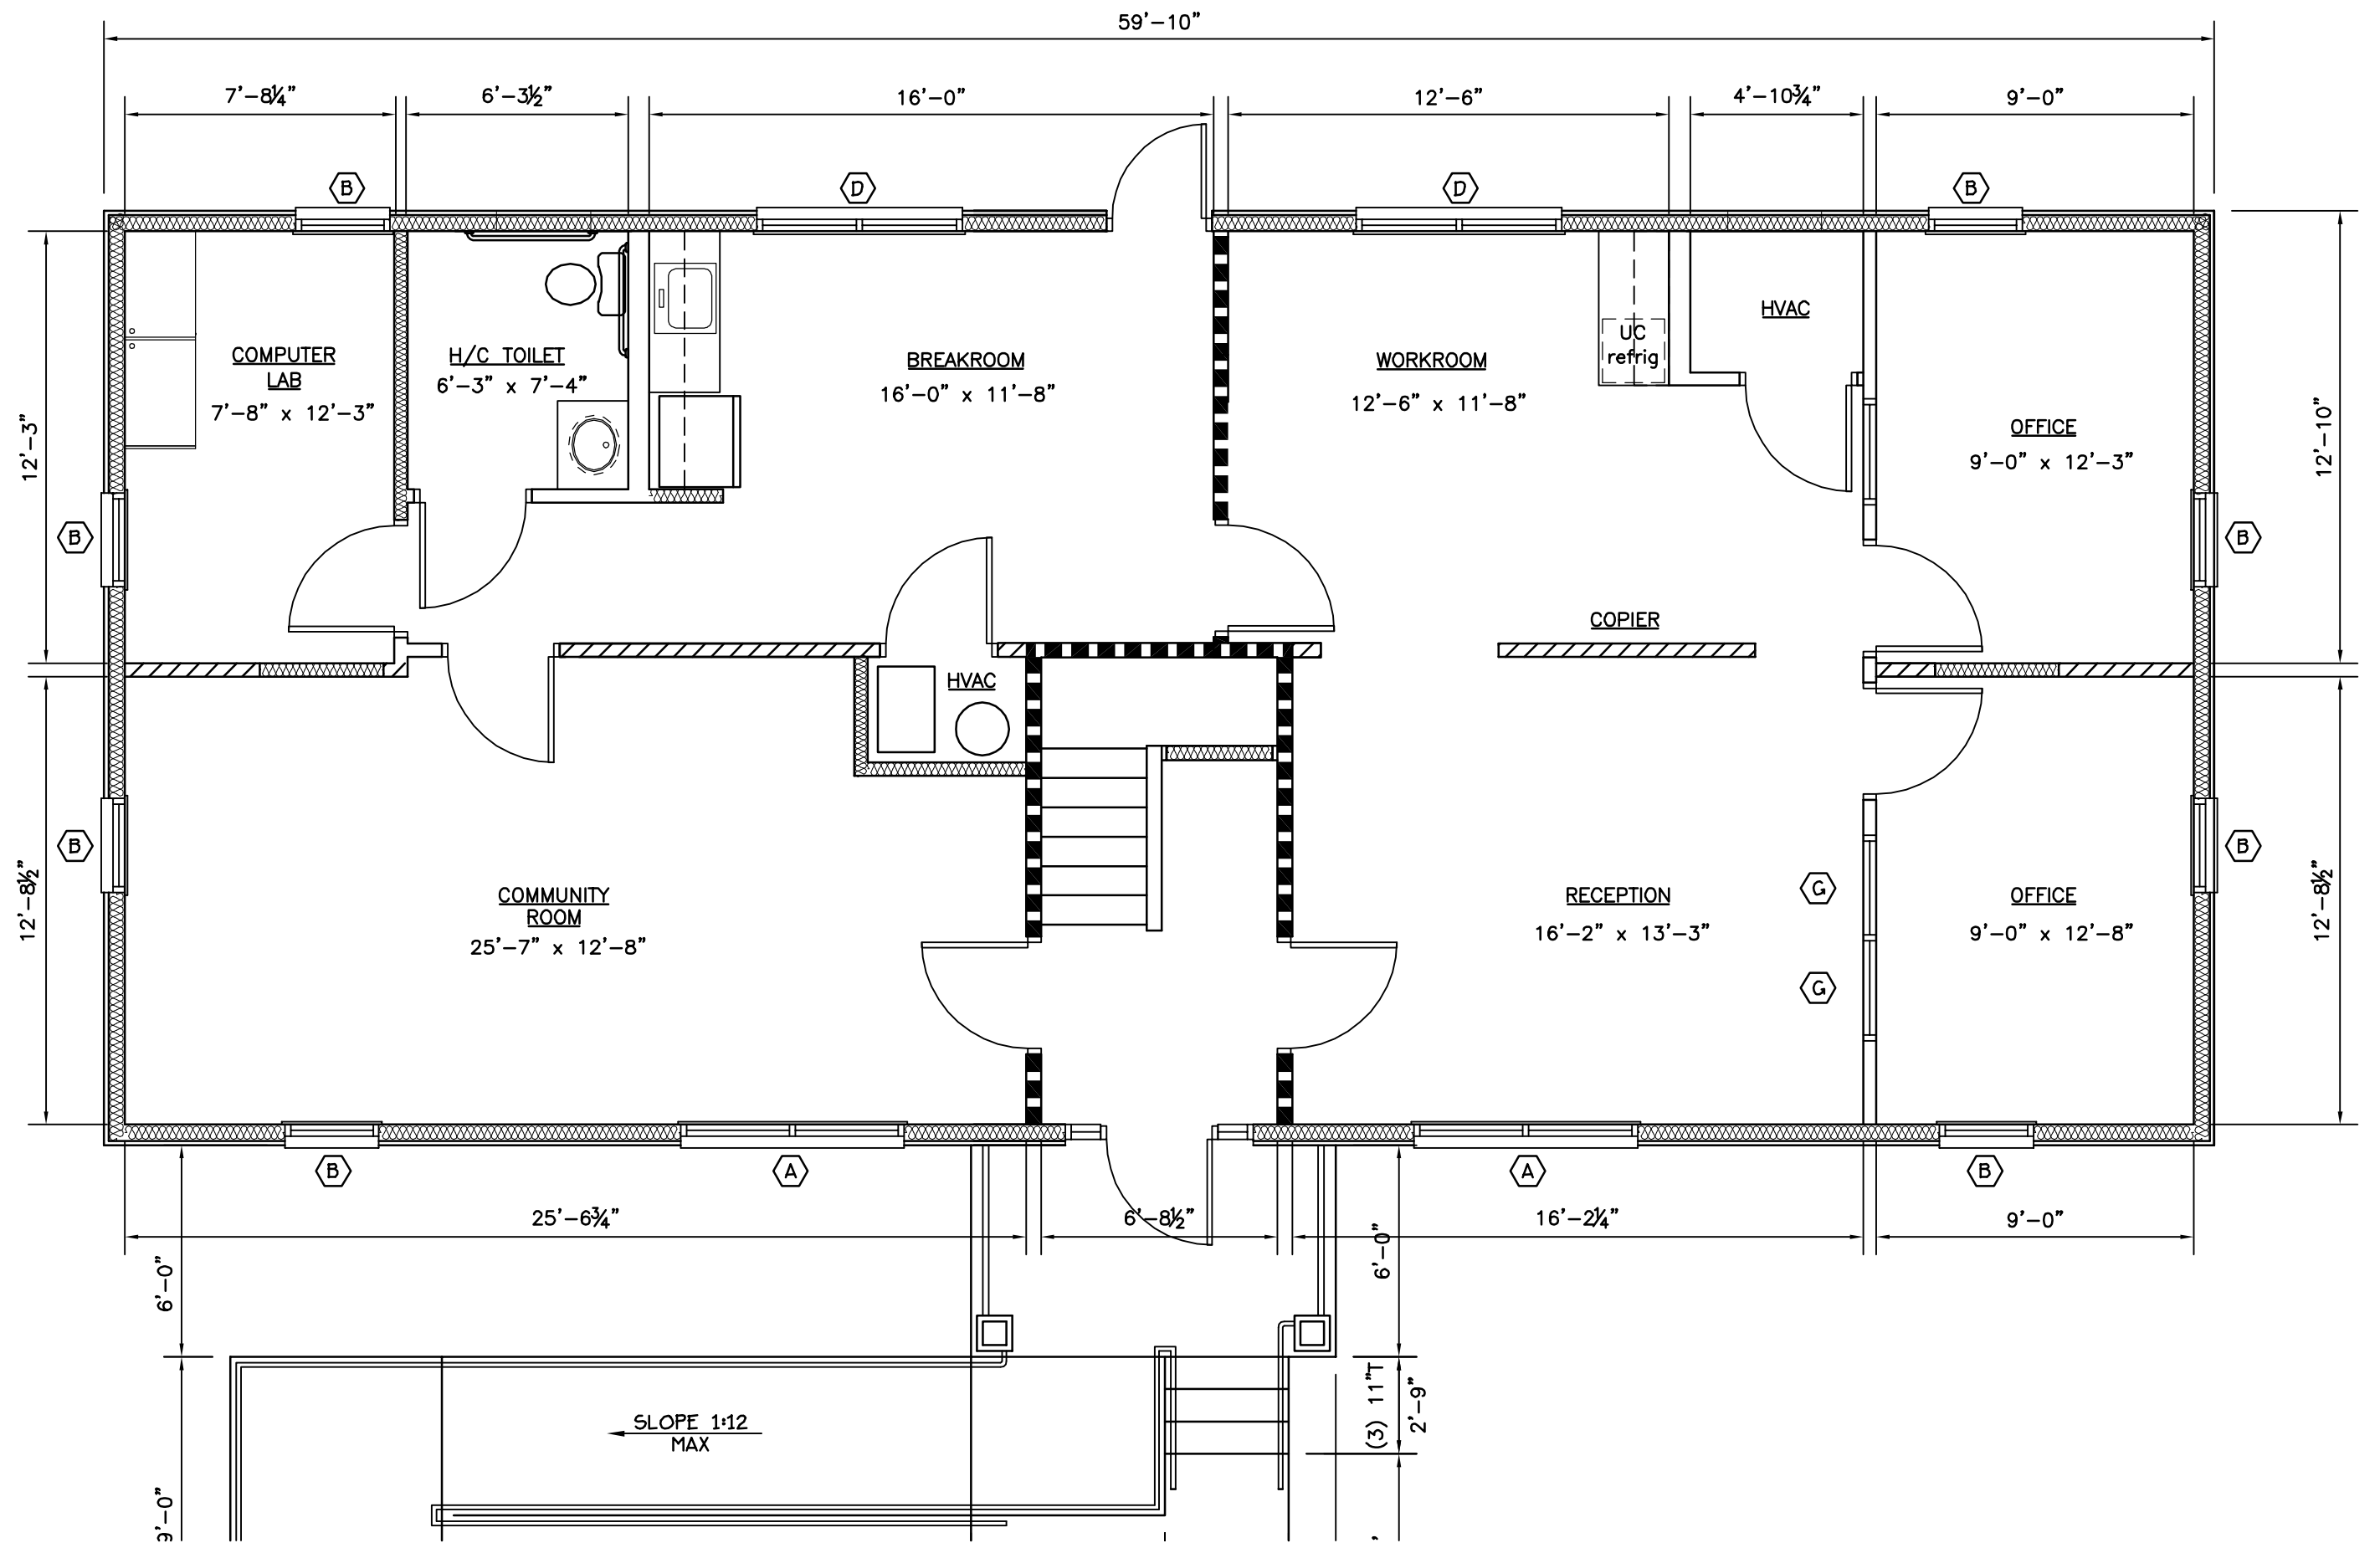 59'-10"
7'-8¼"
6'-3½"
16'-0"
12'-6"
4'-10¾"
9'-0"
B
D
D
B
HVAC
UC
refrig
COMPUTER
LAB
7'-8" x 12'-3"
H/C TOILET
6'-3" x 7'-4"
BREAKROOM
16'-0" x 11'-8"
WORKROOM
12'-6" x 11'-8"
OFFICE
9'-0" x 12'-3"
12'-3"
12'-10"
B
B
COPIER
HVAC
B
B
12'-8½"
12'-8½"
COMMUNITY
ROOM
25'-7" x 12'-8"
RECEPTION
16'-2" x 13'-3"
G
G
OFFICE
9'-0" x 12'-8"
B
A
A
B
25'-6¾"
6'-8½"
16'-2¼"
9'-0"
6'-0"
6'-0"
SLOPE 1:12
MAX
(3) 11"T
2'-9"
9'-0"